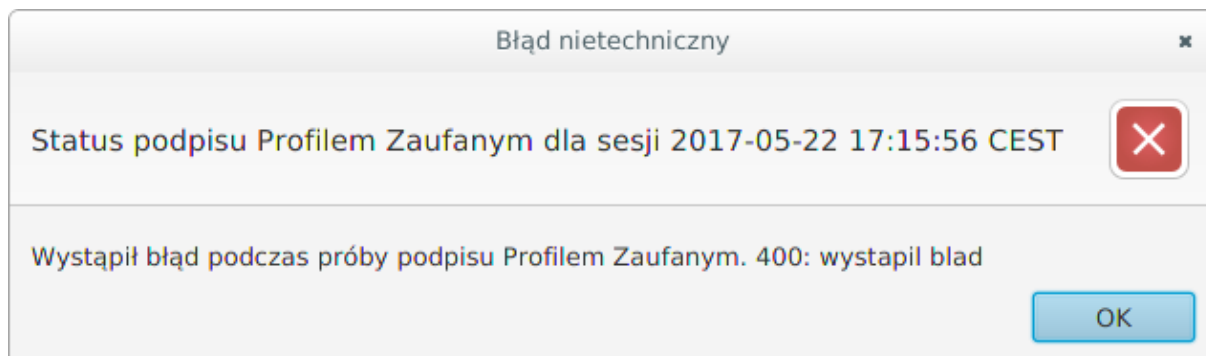 Błąd nietechniczny
Status podpisu Profilem Zaufanym dla sesji 2017-05-22 17:15:56 CEST
Wystąpił błąd podczas próby podpisu Profilem Zaufanym. 400: wystapil blad
OK